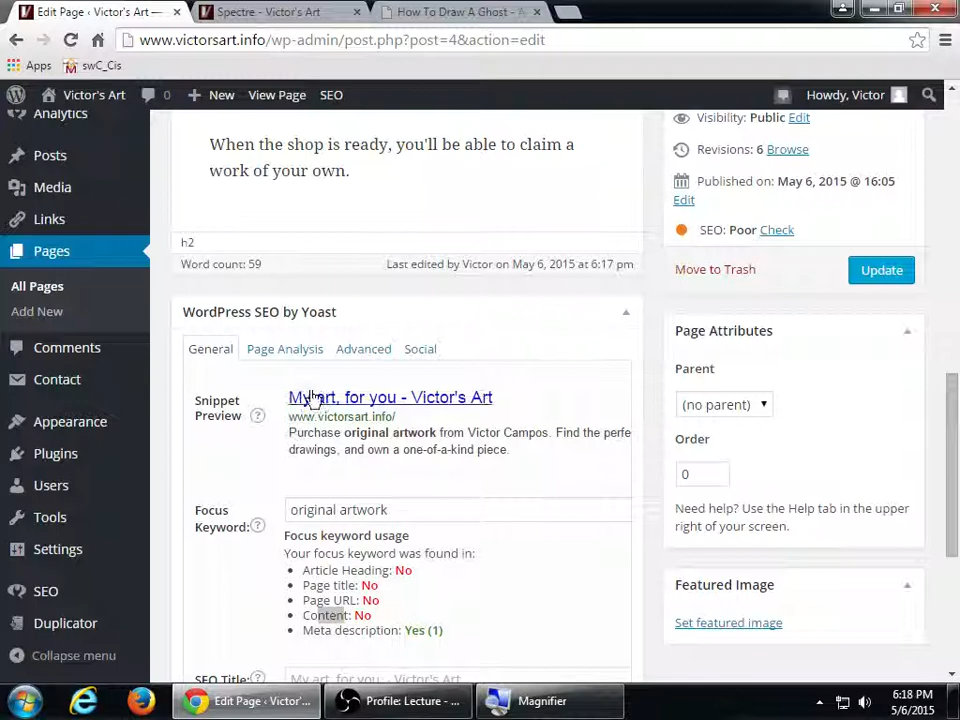 Edit Page ‹ Victor's Art —
Spectre - Victor's Art
How To Draw A Ghost - A
www.victorsart.info/wp-admin/post.php?post=4&action=edit
Apps
swC_Cis
Victor's Art
0
New
View Page
SEO
Howdy, Victor
Analytics
Posts
Media
Links
Pages
All Pages
Add New
Comments
Contact
Appearance
Plugins
Users
Tools
Settings
SEO
Duplicator
Collapse menu
When the shop is ready, you'll be able to claim a
work of your own.
h2
Word count: 59
Last edited by Victor on May 6, 2015 at 6:17 pm
WordPress SEO by Yoast
General
Page Analysis
Advanced
Social
Snippet
Preview
?
My art, for you - Victor's Art
www.victorsart.info/
Purchase original artwork from Victor Campos. Find the perfe
drawings, and own a one-of-a-kind piece.
Focus
Keyword:
?
original artwork
Focus keyword usage
Your focus keyword was found in:
Article Heading: No
Page title: No
Page URL: No
Content: No
Meta description: Yes (1)
SEO Title:
?
My art, for you - Victor's Art
Visibility: Public Edit
Revisions: 6 Browse
Published on: May 6, 2015 @ 16:05
Edit
SEO: Poor Check
Move to Trash
Update
Page Attributes
Parent
(no parent)
Order
0
Need help? Use the Help tab in the upper
right of your screen.
Featured Image
Set featured image
Edit Page ‹ Victor'...
Profile: Lecture - ...
Magnifier
6:18 PM
5/6/2015